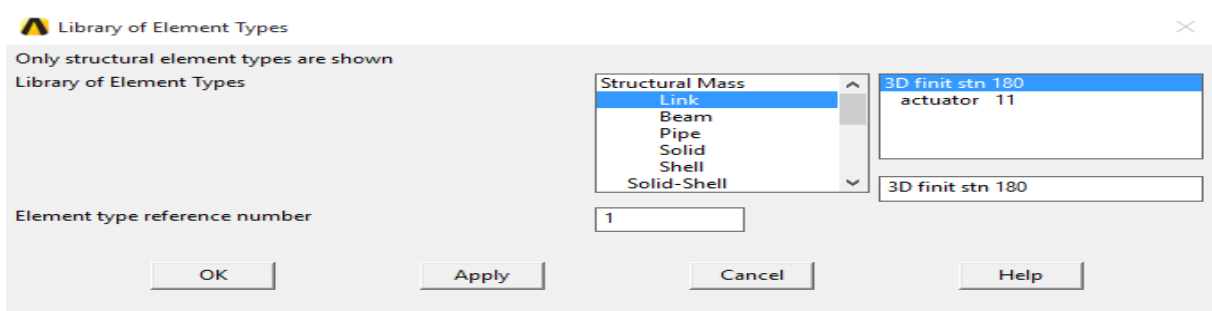 Library of Element Types
Only structural element types are shown
Library of Element Types
Structural Mass
Link
Beam
Pipe
Solid
Shell
Solid-Shell
3D finit stn 180
actuator 11
3D finit stn 180
Element type reference number
1
OK
Apply
Cancel
Help